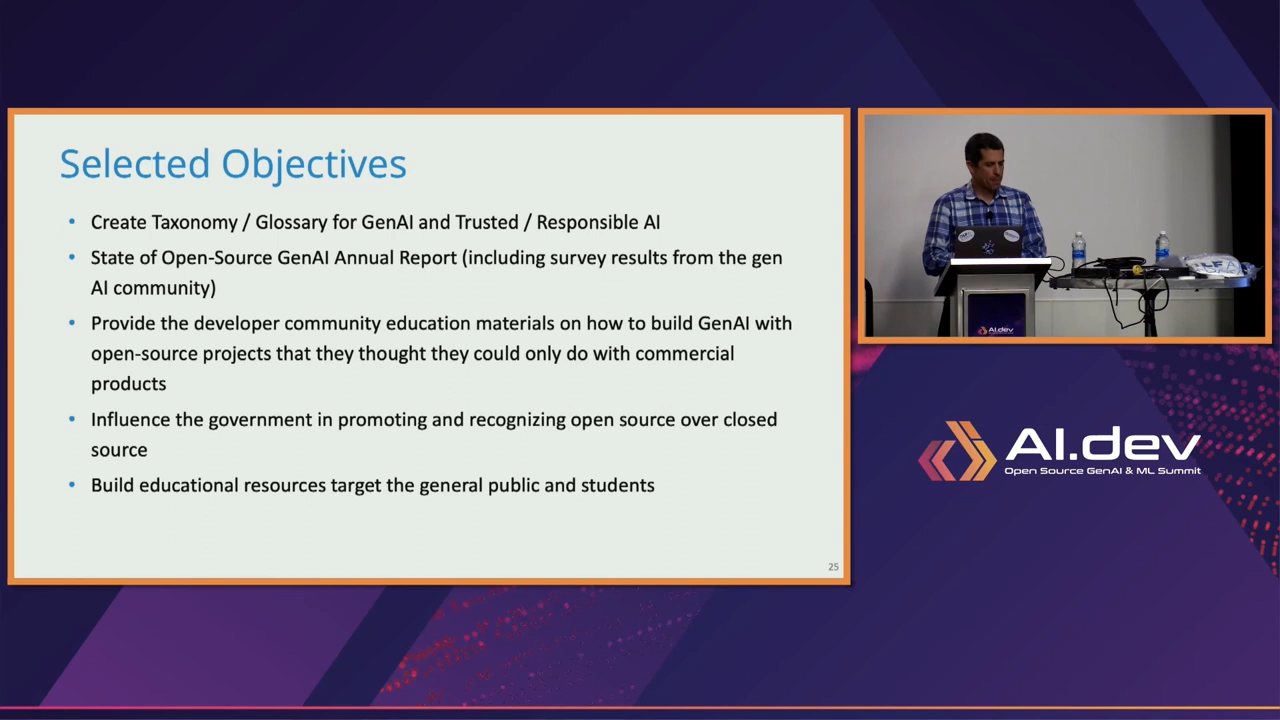 Selected Objectives
• Create Taxonomy / Glossary for GenAI and Trusted / Responsible AI
• State of Open-Source GenAI Annual Report (including survey results from the gen
AI community)
• Provide the developer community education materials on how to build GenAI with
open-source projects that they thought they could only do with commercial
products
• Influence the government in promoting and recognizing open source over closed
source
• Build educational resources target the general public and students
25
AI.dev
AI.dev
Open Source GenAI & ML Summit